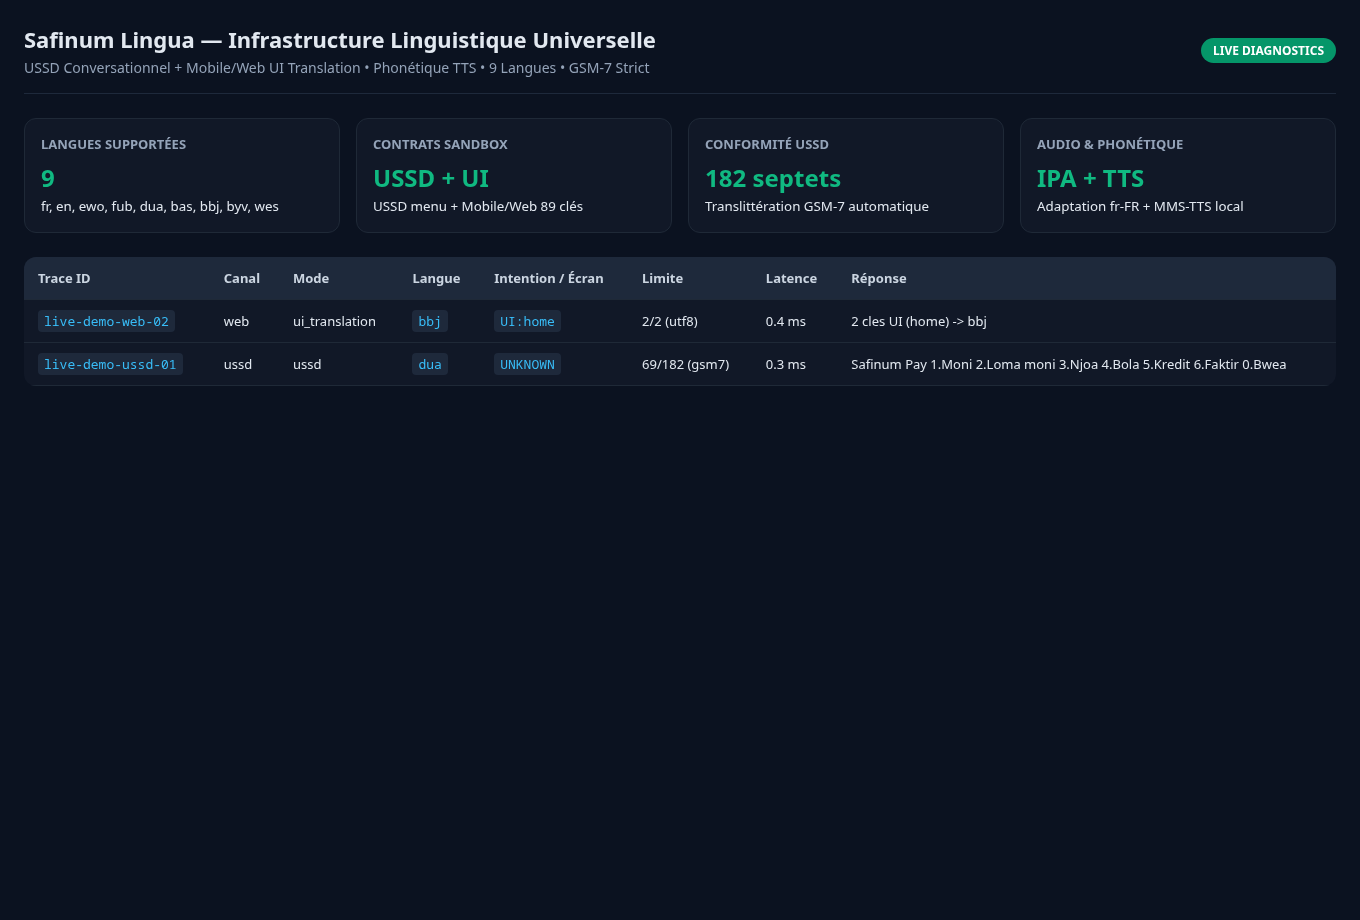 Safinum Lingua — Infrastructure Linguistique Universelle
USSD Conversationnel + Mobile/Web UI Translation • Phonétique TTS • 9 Langues • GSM-7 Strict
LIVE DIAGNOSTICS
LANGUES SUPPORTÉES
9
fr, en, ewo, fub, dua, bas, bbj, byv, wes
CONTRATS SANDBOX
USSD + UI
USSD menu + Mobile/Web 89 clés
CONFORMITÉ USSD
182 septets
Translittération GSM-7 automatique
AUDIO & PHONÉTIQUE
IPA + TTS
Adaptation fr-FR + MMS-TTS local
Trace ID Canal Mode Langue Intention / Écran Limite Latence Réponse
live-demo-web-02 web ui_translation bbj UI:home 2/2 (utf8) 0.4 ms 2 cles UI (home) -> bbj
live-demo-ussd-01 ussd ussd dua UNKNOWN 69/182 (gsm7) 0.3 ms Safinum Pay 1.Moni 2.Loma moni 3.Njoa 4.Bola 5.Kredit 6.Faktir 0.Bwea